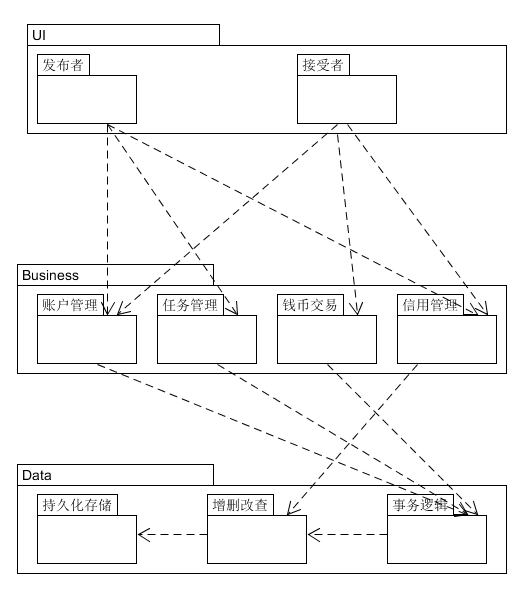 UI
发布者
接受者
Business
账户管理
任务管理
钱币交易
信用管理
Data
持久化存储
增删改查
事务逻辑